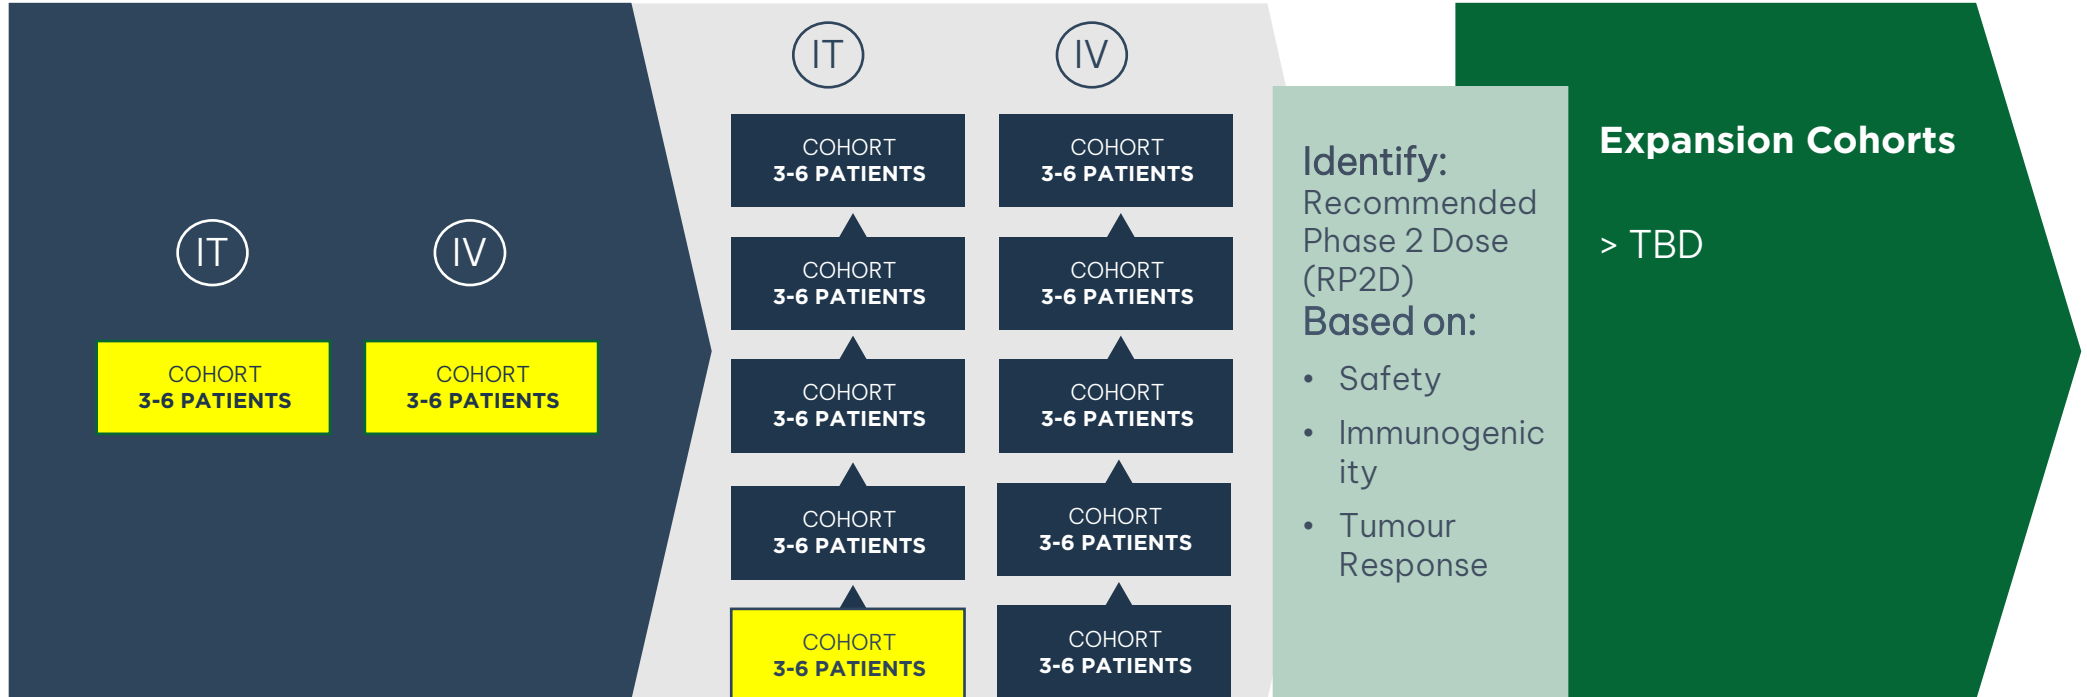 IT
IV
COHORT
3-6 PATIENTS
COHORT
3-6 PATIENTS
IT
IV
COHORT
3-6 PATIENTS
COHORT
3-6 PATIENTS
COHORT
3-6 PATIENTS
COHORT
3-6 PATIENTS
COHORT
3-6 PATIENTS
COHORT
3-6 PATIENTS
COHORT
3-6 PATIENTS
COHORT
3-6 PATIENTS
COHORT
3-6 PATIENTS
COHORT
3-6 PATIENTS
Identify:
Recommended
Phase 2 Dose
(RP2D)
Based on:
• Safety
• Immunogenic
ity
• Tumour
Response
Expansion Cohorts
> TBD